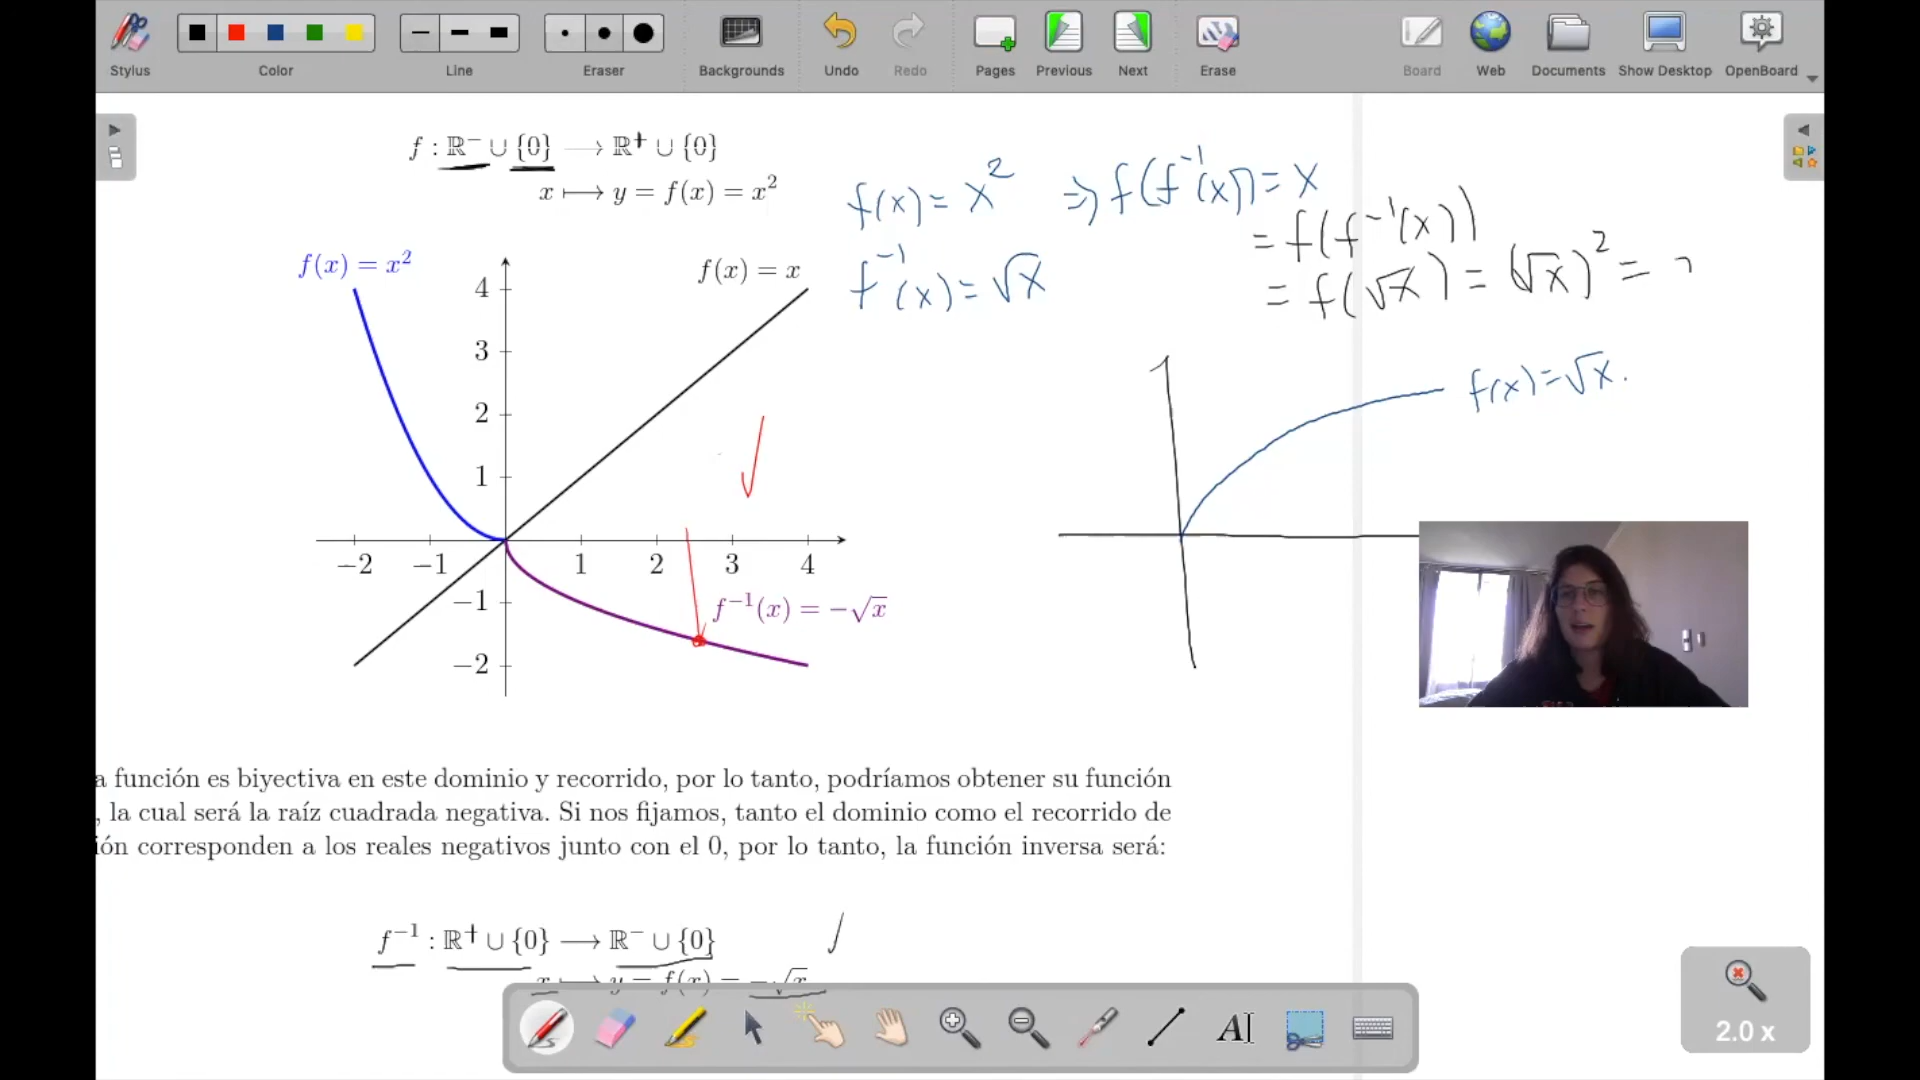 Stylus Color Line Eraser Backgrounds Undo Redo Pages Previous Next Erase Board Web Documents Show Desktop OpenBoard
f : ℝ⁻ ∪ {0} ⟶ ℝ⁺ ∪ {0}
x ⟼ y = f(x) = x²
f(x) = x² ⇒ f(f⁻¹(x)) = x
= f(f⁻¹(x))
f⁻¹(x) = √x
= f(√x) = (√x)² =
f(x) = x²
f(x) = x
4
3
2
1
−2 −1 1 2 3 4
−1
−2
f⁻¹(x) = −√x
f(x) = √x.
a función es biyectiva en este dominio y recorrido, por lo tanto, podríamos obtener su función
, la cual será la raíz cuadrada negativa. Si nos fijamos, tanto el dominio como el recorrido de
ión corresponden a los reales negativos junto con el 0, por lo tanto, la función inversa será:
f⁻¹ : ℝ⁺ ∪ {0} ⟶ ℝ⁻ ∪ {0}
x ⟼ y = f(x) = −√x
2.0 x